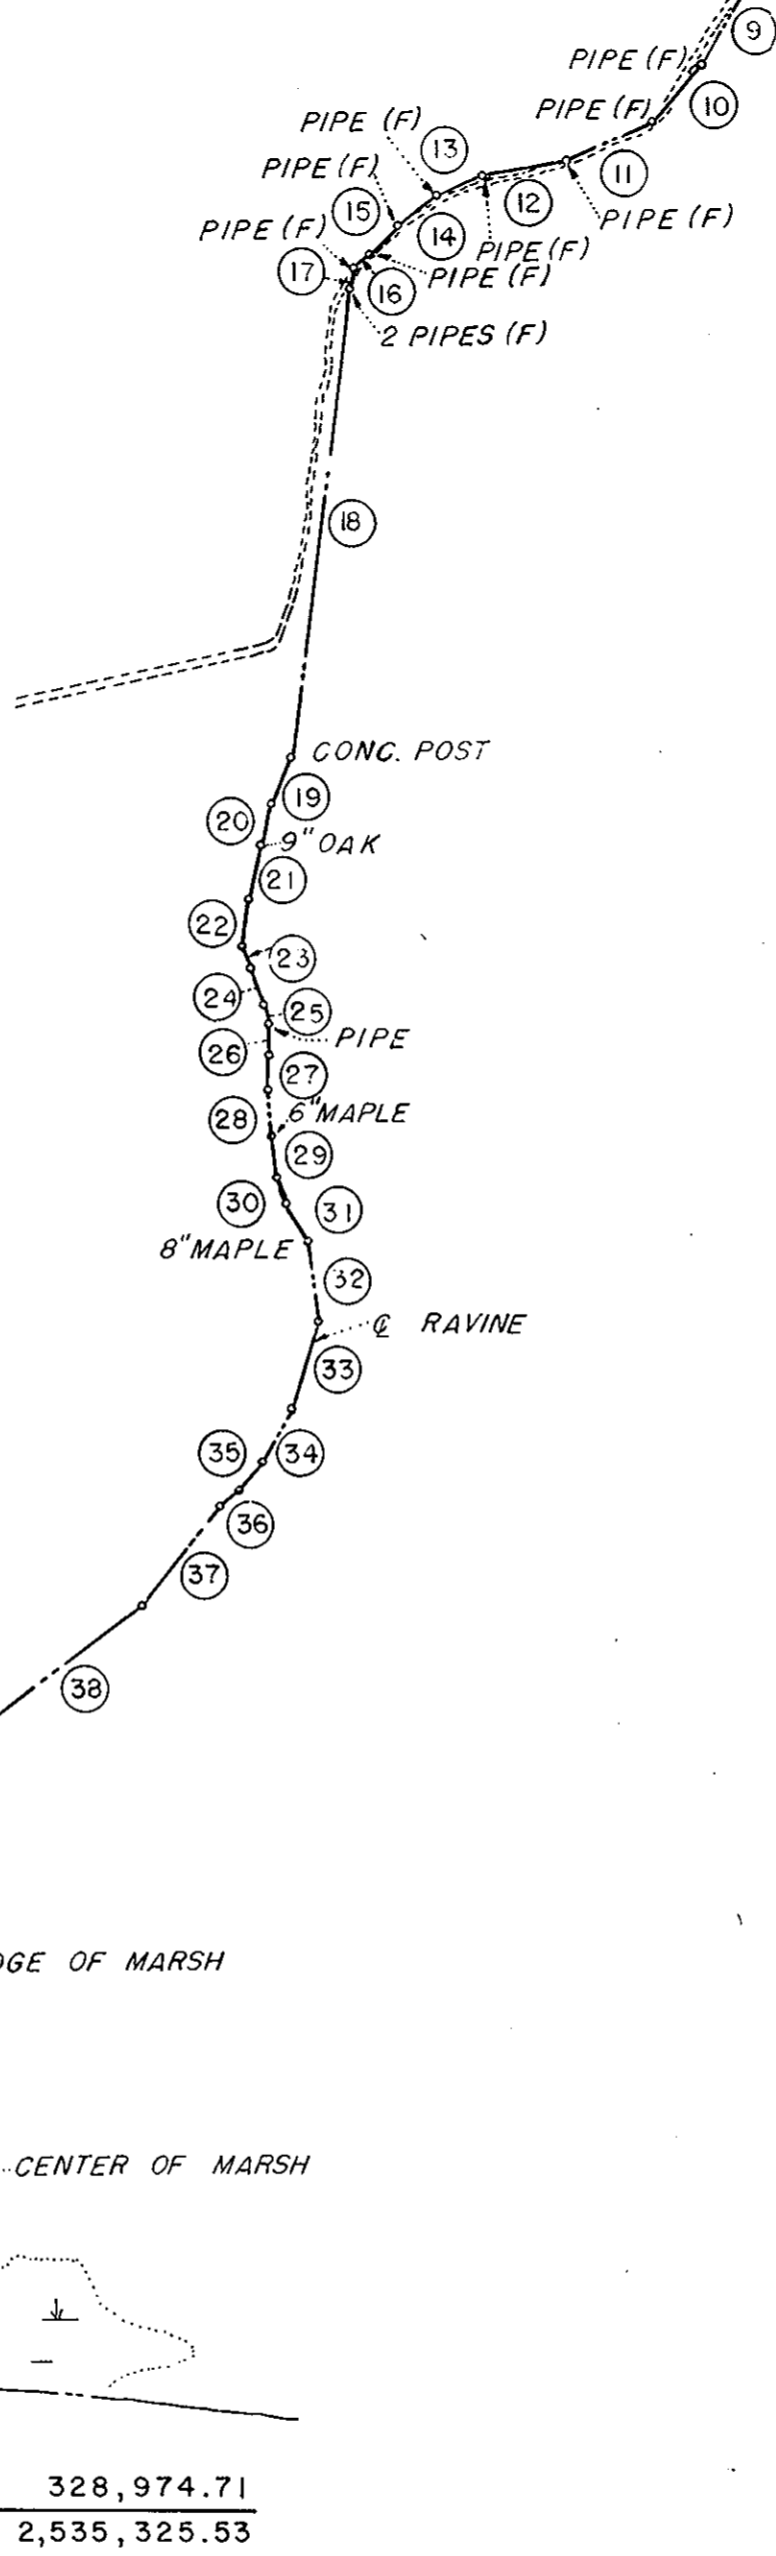 9
PIPE (F)
10
PIPE (F)
PIPE (F)
13
11
PIPE (F)
15
12
PIPE (F)
14
PIPE (F)
PIPE (F)
17
16
PIPE (F)
2 PIPES (F)
18
CONC. POST
19
20
9" OAK
21
22
23
24
25
PIPE
26
27
6" MAPLE
28
29
30
31
8" MAPLE
32
℄ RAVINE
33
35
34
36
37
38
OGE OF MARSH
CENTER OF MARSH
328,974.71
2,535,325.53